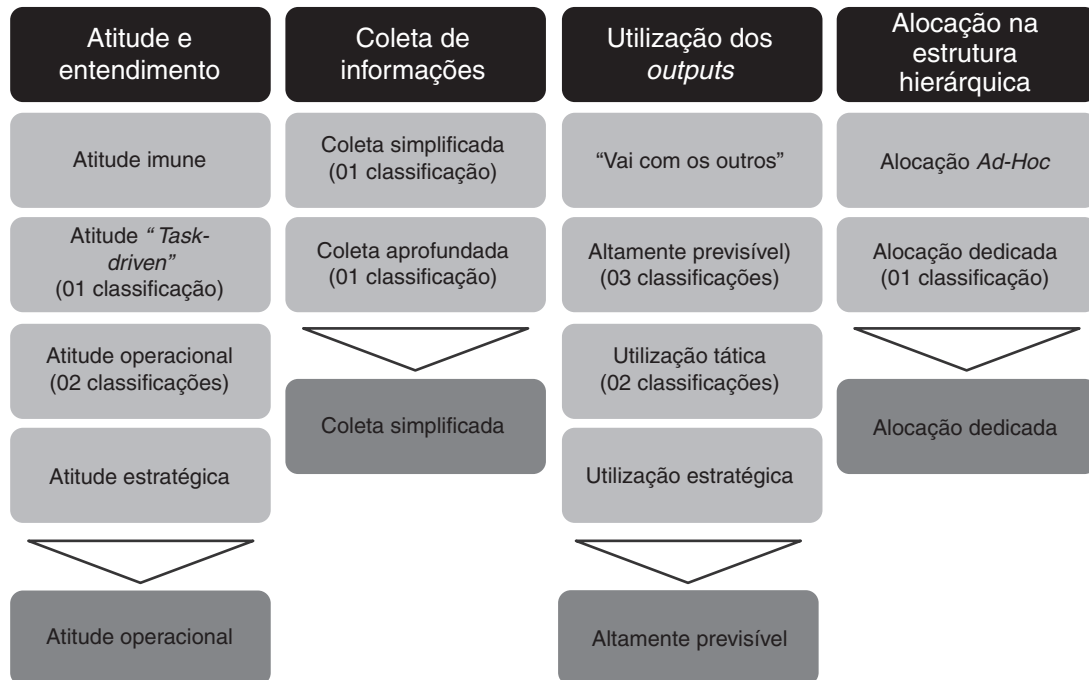 Atitude e
entendimento
Atitude imune
Atitude “Task-
driven”
(01 classificação)
Atitude operacional
(02 classificações)
Atitude estratégica
Atitude operacional
Coleta de
informações
Coleta simplificada
(01 classificação)
Coleta aprofundada
(01 classificação)
Coleta simplificada
Utilização dos
outputs
“Vai com os outros”
Altamente previsível)
(03 classificações)
Utilização tática
(02 classificações)
Utilização estratégica
Altamente previsível
Alocação na
estrutura
hierárquica
Alocação Ad-Hoc
Alocação dedicada
(01 classificação)
Alocação dedicada